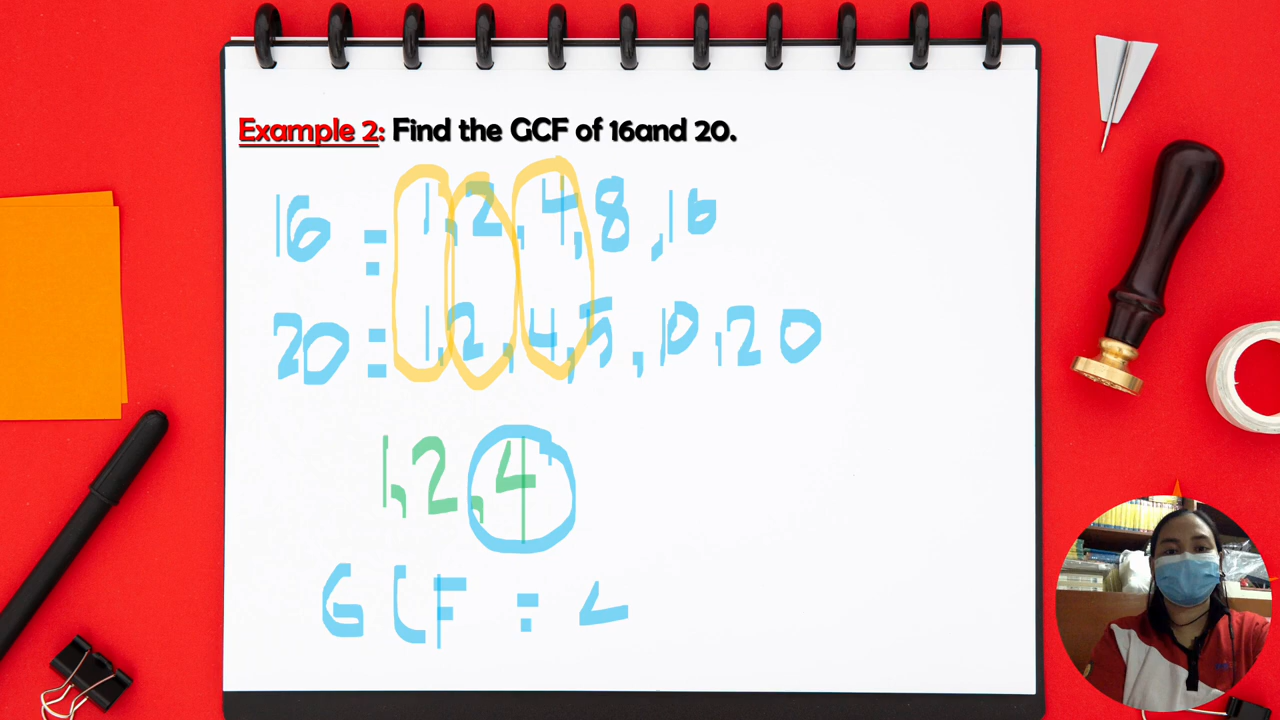 Example 2: Find the GCF of 16and 20.
16 : 1, 2, 4, 8, 16
20 : 1, 2, 4, 5, 10, 20
1, 2, 4
GCF : 4